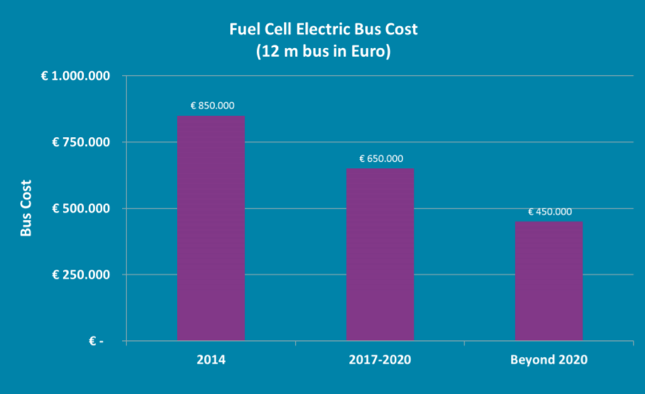 Fuel Cell Electric Bus Cost
(12 m bus in Euro)
€ 1.000.000
€ 850.000
€ 750.000
€ 650.000
€ 500.000
€ 450.000
€ 250.000
€ -
Bus Cost
2014
2017-2020
Beyond 2020